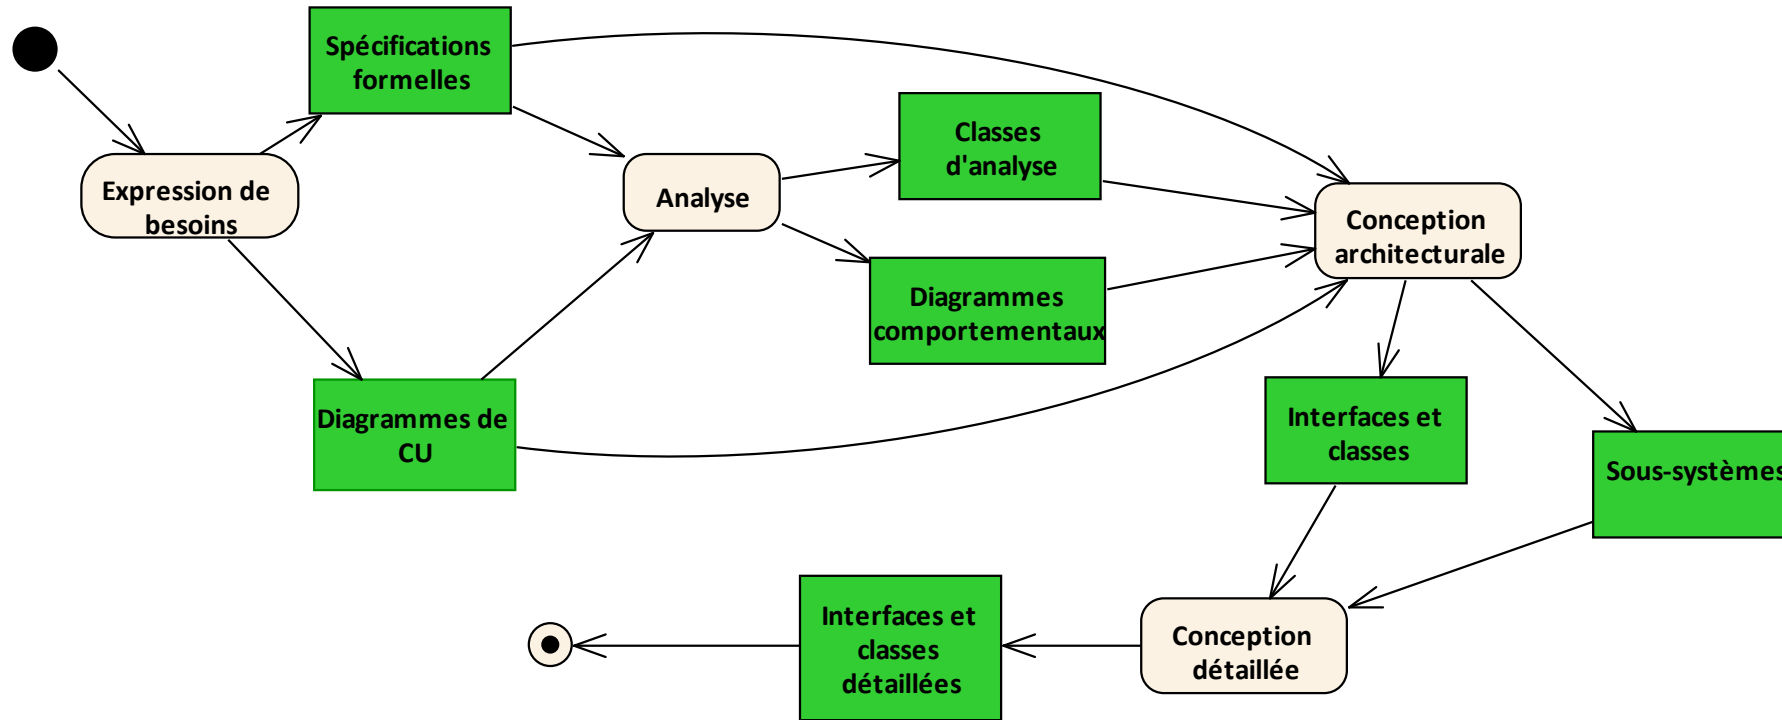 Spécifications
formelles
Expression de
besoins
Analyse
Classes
d'analyse
Conception
architecturale
Diagrammes
comportementaux
Diagrammes de
CU
Interfaces et
classes
Sous-systèmes
Interfaces et
classes
détaillées
Conception
détaillée